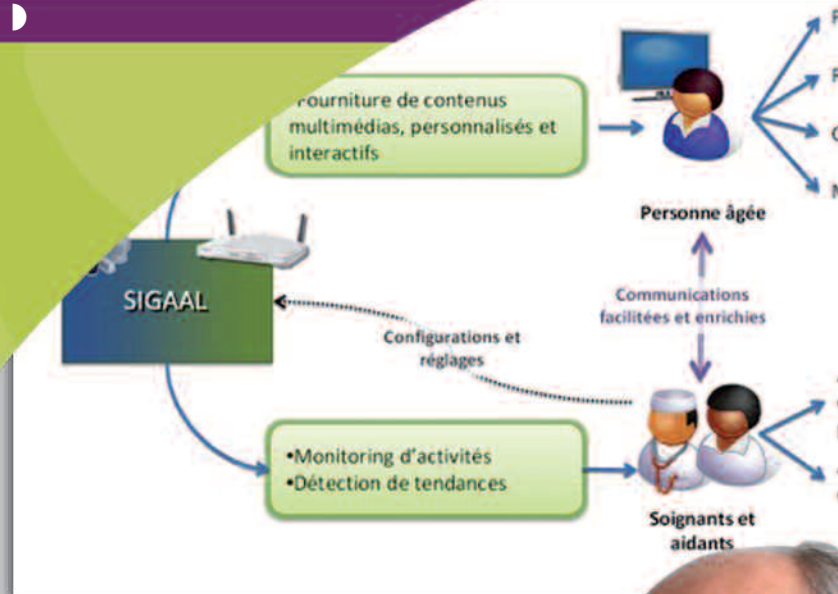 Fourniture de contenus
multimédias, personnalisés et
interactifs
Personne âgée
SIGAAL
Communications
facilitées et enrichies
Configurations et
réglages
•Monitoring d'activités
•Détection de tendances
Soignants et
aidants